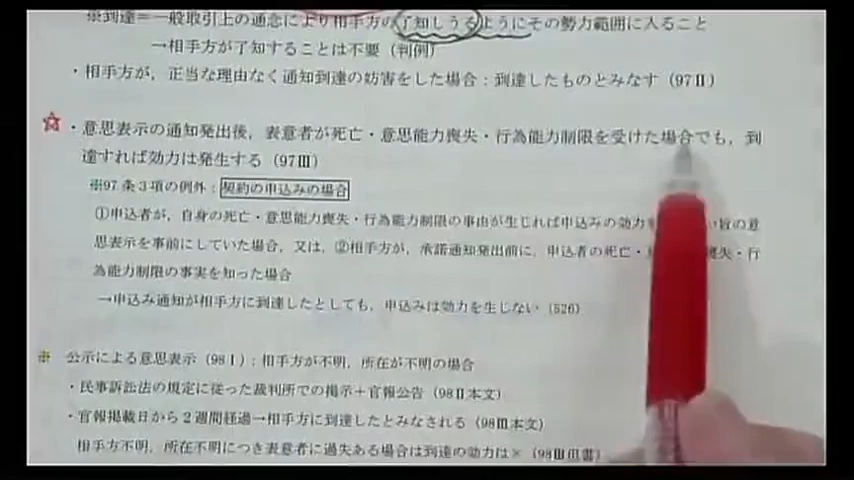 ※到達＝一般取引上の通念により相手方の了知しうるようにその勢力範囲に入ること
→相手方が了知することは不要（判例）
・相手方が，正当な理由なく通知到達の妨害をした場合：到達したものとみなす（97Ⅱ）
☆・意思表示の通知発出後，表意者が死亡・意思能力喪失・行為能力制限を受けた場合でも，到
達すれば効力は発生する（97Ⅲ）
※97条3項の例外：契約の申込みの場合
①申込者が，自身の死亡・意思能力喪失・行為能力制限の事由が生じれば申込みの効力 い旨の意
思表示を事前にしていた場合，又は，②相手方が，承諾通知発出前に，申込者の死亡・ 喪失・行
為能力制限の事実を知った場合
→申込み通知が相手方に到達したとしても，申込みは効力を生じない（526）
※ 公示による意思表示（98Ⅰ）：相手方が不明，所在が不明の場合
・民事訴訟法の規定に従った裁判所での掲示＋官報公告（98Ⅱ本文）
・官報掲載日から２週間経過→相手方に到達したとみなされる（98Ⅲ本文）
相手方不明，所在不明につき表意者に過失ある場合は到達の効力は×（98Ⅲ但書）